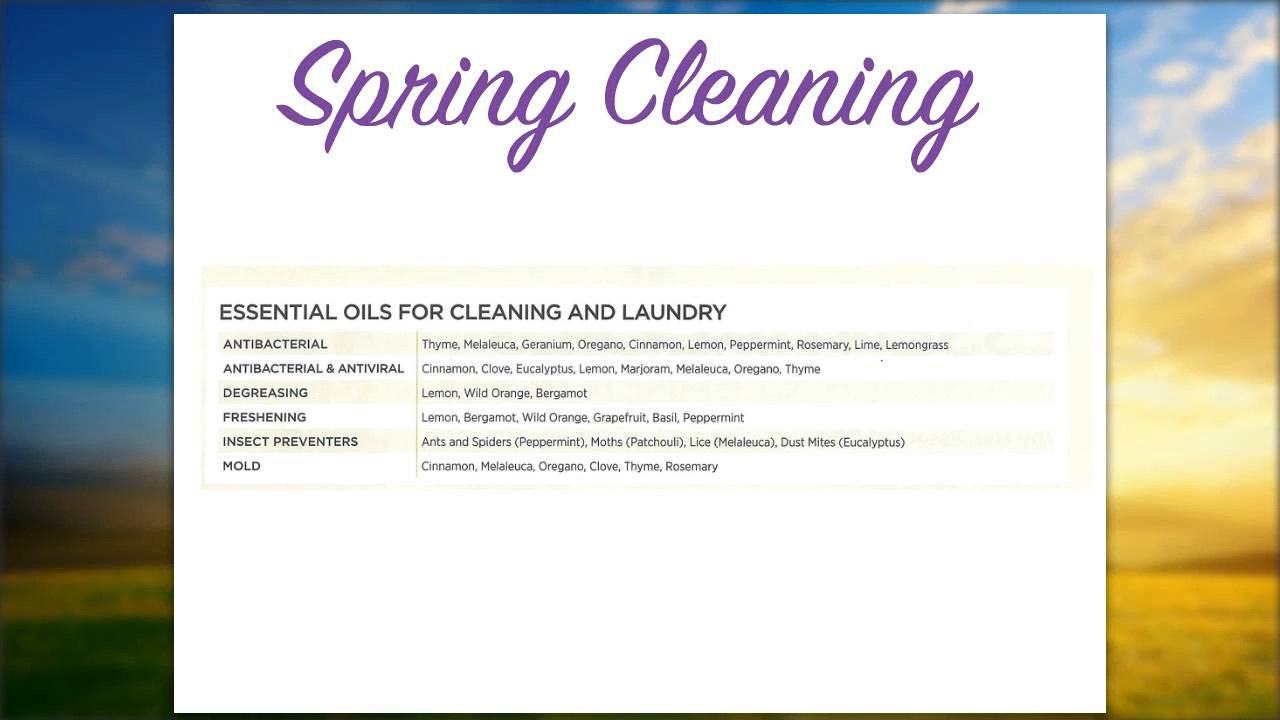 Spring Cleaning
ESSENTIAL OILS FOR CLEANING AND LAUNDRY
ANTIBACTERIAL Thyme, Melaleuca, Geranium, Oregano, Cinnamon, Lemon, Peppermint, Rosemary, Lime, Lemongrass
ANTIBACTERIAL & ANTIVIRAL Cinnamon, Clove, Eucalyptus, Lemon, Marjoram, Melaleuca, Oregano, Thyme
DEGREASING Lemon, Wild Orange, Bergamot
FRESHENING Lemon, Bergamot, Wild Orange, Grapefruit, Basil, Peppermint
INSECT PREVENTERS Ants and Spiders (Peppermint), Moths (Patchouli), Lice (Melaleuca), Dust Mites (Eucalyptus)
MOLD Cinnamon, Melaleuca, Oregano, Clove, Thyme, Rosemary